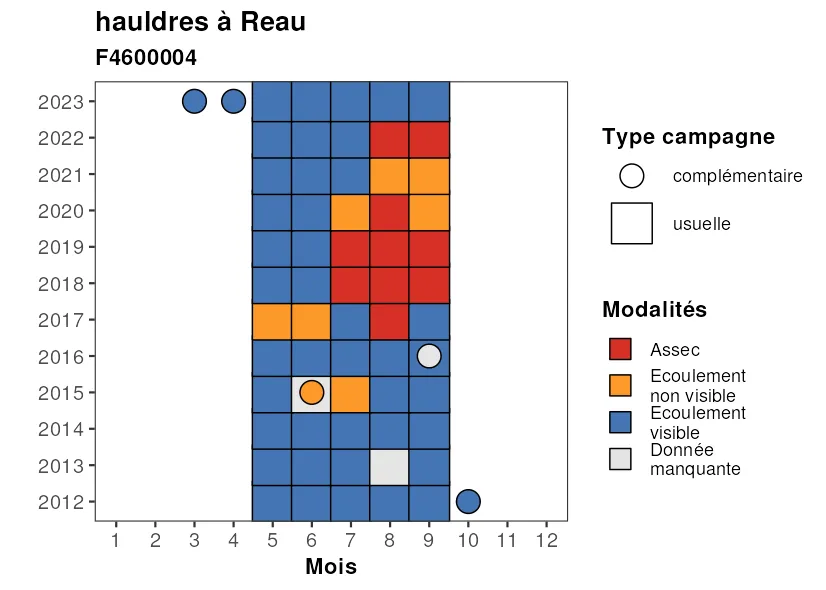 hauldres à Reau
F4600004
2023
2022
2021
2020
2019
2018
2017
2016
2015
2014
2013
2012
1 2 3 4 5 6 7 8 9 10 11 12
Mois
Type campagne
complémentaire
usuelle
Modalités
Assec
Ecoulement
non visible
Ecoulement
visible
Donnée
manquante